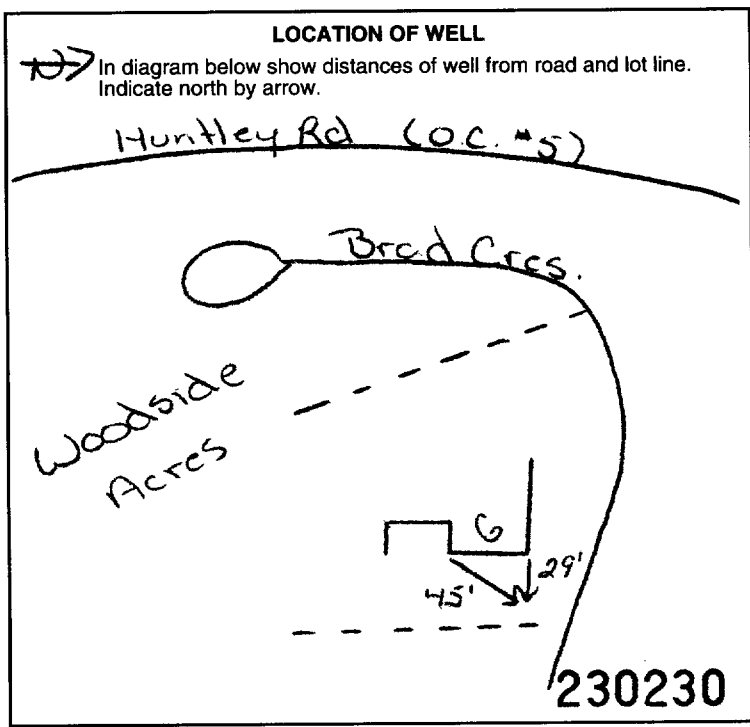 LOCATION OF WELL
N In diagram below show distances of well from road and lot line.
Indicate north by arrow.
Huntley Rd (O.C. #5)
Brad Cres.
Woodside
Acres
G
29'
45'
230230